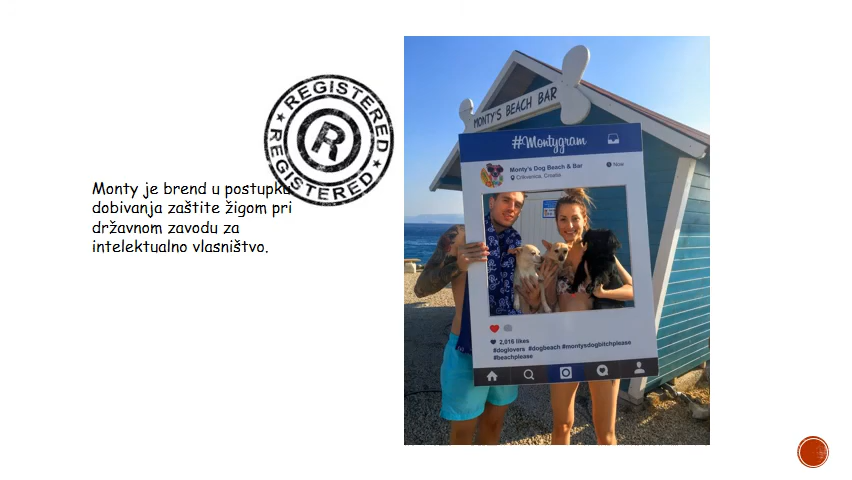 REGISTERED
R
REGISTERED
Monty je brend u postupku
dobivanja zaštite žigom pri
državnom zavodu za
intelektualno vlasništvo.
MONTY'S BEACH BAR
#Montygram
Monty's Dog Beach & Bar
Crikvenica, Croatia
Now
2,016 likes
#doglovers #dogbeach #montysdogbitchplease
#beachplease